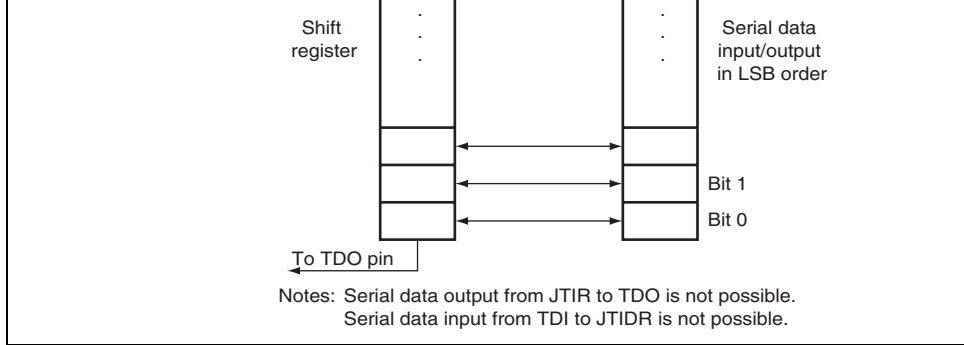 Shift
register
Serial data
input/output
in LSB order
Bit 1
Bit 0
To TDO pin
Notes: Serial data output from JTIR to TDO is not possible.
Serial data input from TDI to JTIDR is not possible.